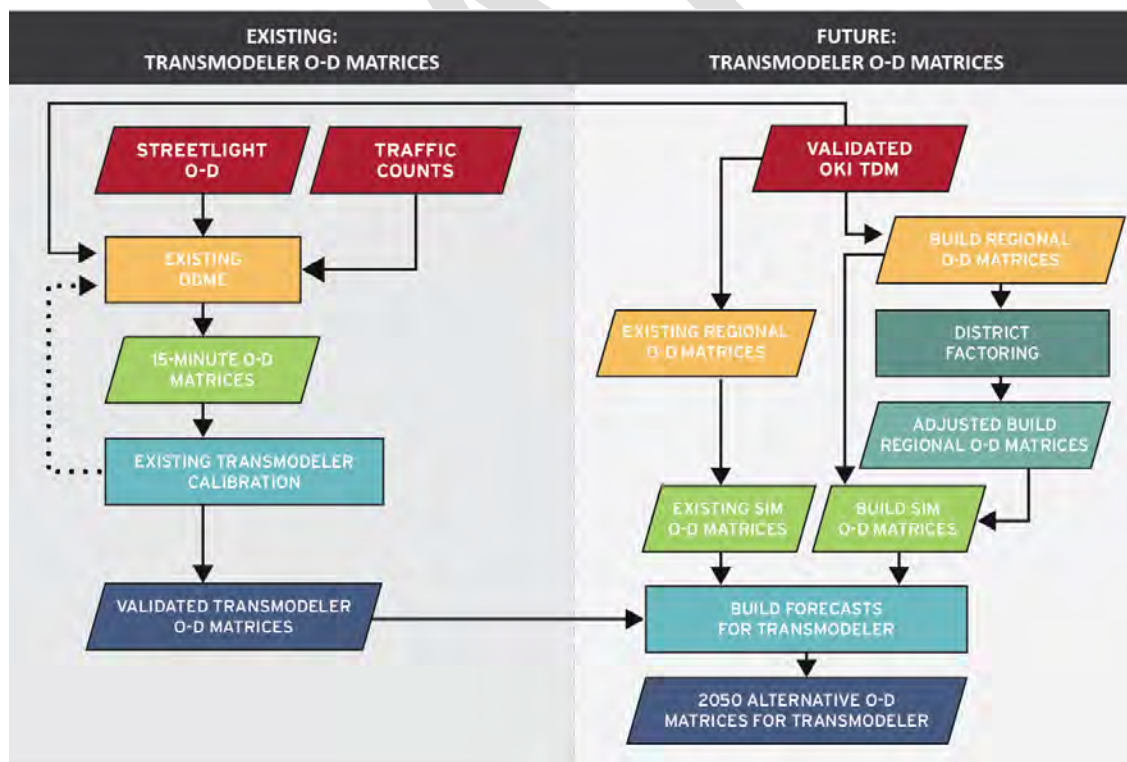 EXISTING:
TRANSMODELER O-D MATRICES
FUTURE:
TRANSMODELER O-D MATRICES
STREETLIGHT
O-D
TRAFFIC
COUNTS
VALIDATED
OKI TDM
EXISTING
ODME
BUILD REGIONAL
O-D MATRICES
15-MINUTE O-D
MATRICES
EXISTING REGIONAL
O-D MATRICES
DISTRICT
FACTORING
EXISTING TRANSMODELER
CALIBRATION
ADJUSTED BUILD
REGIONAL O-D MATRICES
EXISTING SIM
O-D MATRICES
BUILD SIM
O-D MATRICES
VALIDATED TRANSMODELER
O-D MATRICES
BUILD FORECASTS
FOR TRANSMODELER
2050 ALTERNATIVE O-D
MATRICES FOR TRANSMODELER